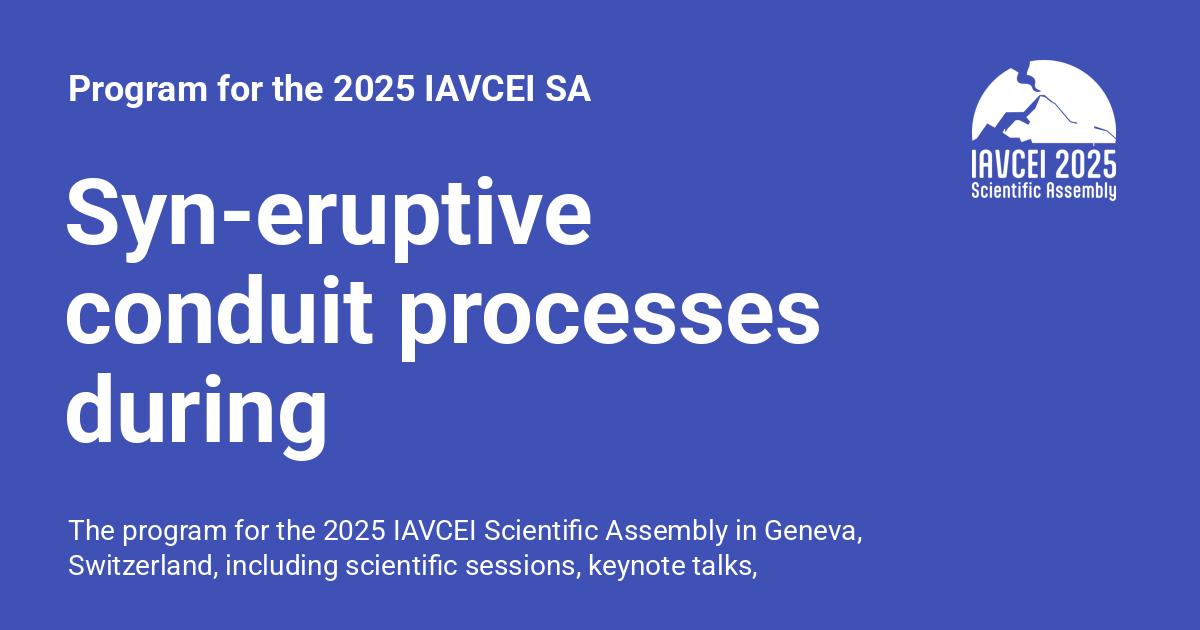 Program for the 2025 IAVCEI SA
IAVCEI 2025
Scientific Assembly
Syn-eruptive
conduit processes
during
The program for the 2025 IAVCEI Scientific Assembly in Geneva,
Switzerland, including scientific sessions, keynote talks,